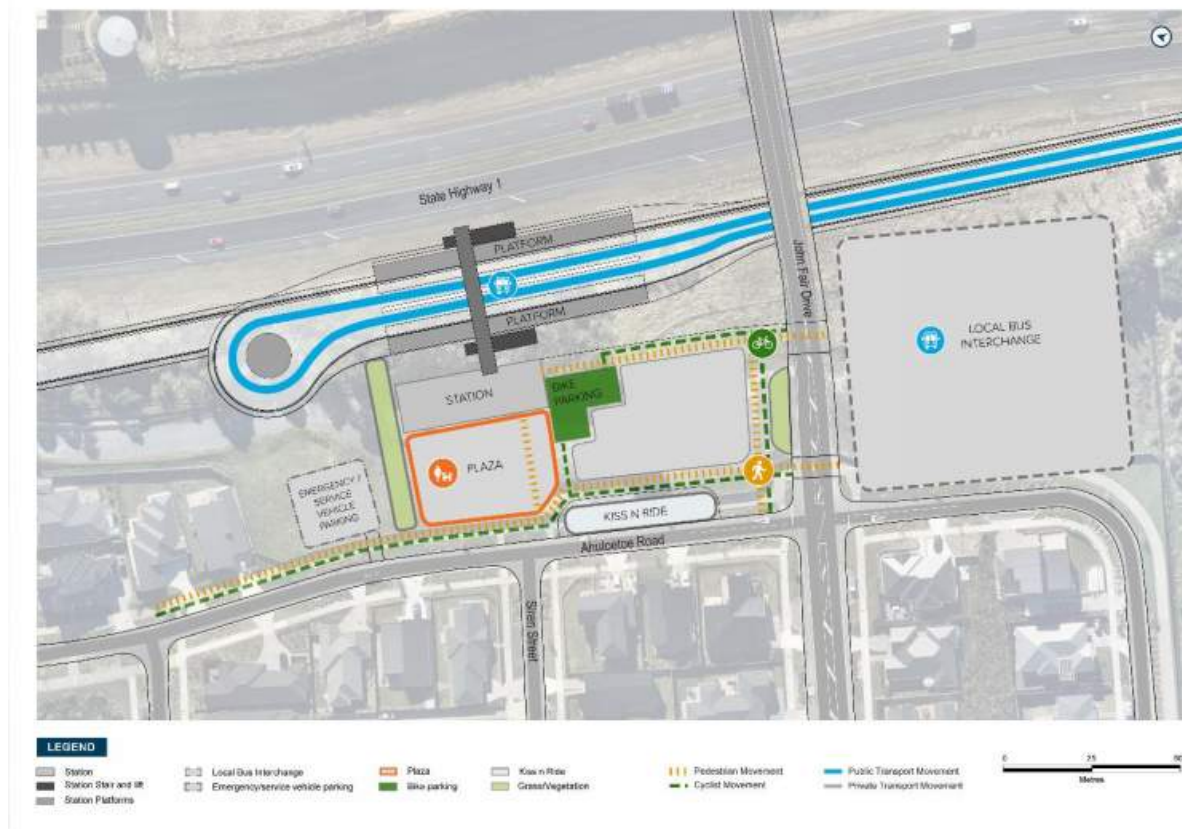 State Highway 1
PLATFORM
PLATFORM
John Fair Drive
LOCAL BUS
INTERCHANGE
STATION
BIKE
PARKING
PLAZA
EMERGENCY /
SERVICE
VEHICLE
PARKING
KISS N RIDE
Road
Siren Street
LEGEND
Station
Station Stair and lift
Station Platforms
Local Bus Interchange
Emergency/service vehicle parking
Plaza
Bike parking
Kiss n Ride
Grass/Vegetation
Pedestrian Movement
Cyclist Movement
Public Transport Movement
Private Transport Movement
0 25 50
Metres